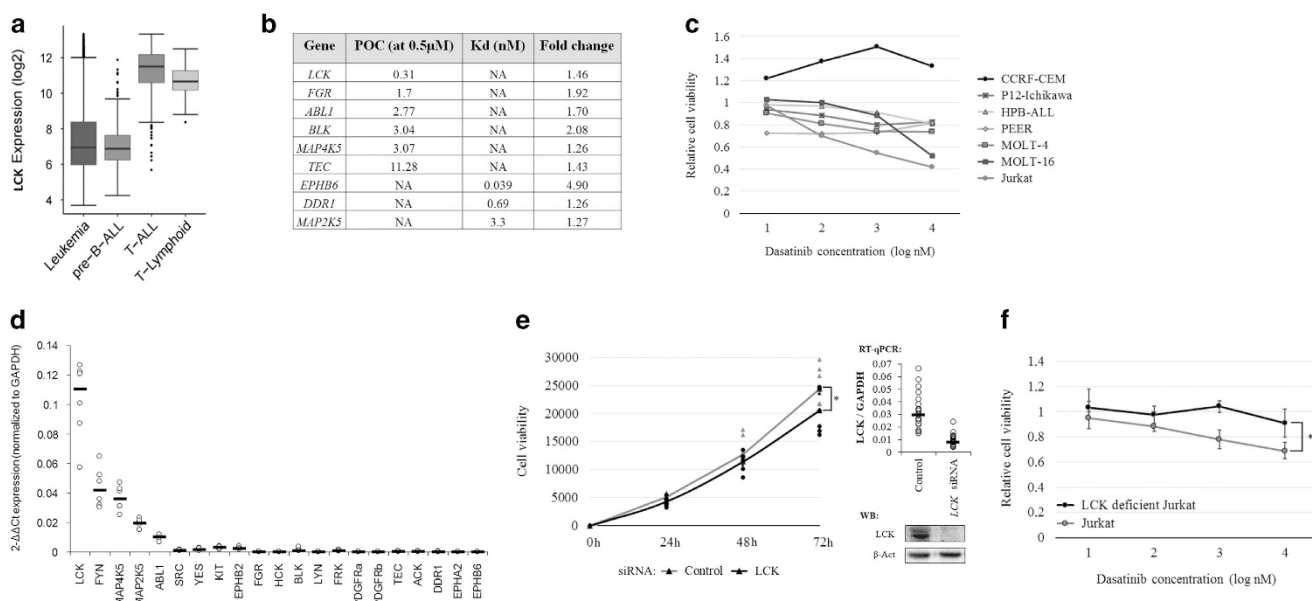 a
LCK Expression (log2)
12
10
8
6
4
Leukemia
pre-B-ALL
T-ALL
T-Lymphoid
b
Gene POC (at 0.5μM) Kd (nM) Fold change
LCK 0.31 NA 1.46
FGR 1.7 NA 1.92
ABL1 2.77 NA 1.70
BLK 3.04 NA 2.08
MAP4K5 3.07 NA 1.26
TEC 11.28 NA 1.43
EPHB6 NA 0.039 4.90
DDR1 NA 0.69 1.26
MAP2K5 NA 3.3 1.27
c
Relative cell viability
1.6
1.4
1.2
1
0.8
0.6
0.4
0.2
0
1 2 3 4
Dasatinib concentration (log nM)
CCRF-CEM
P12-Ichikawa
HPB-ALL
PEER
MOLT-4
MOLT-16
Jurkat
d
2-ΔΔCt expression (normalized to GAPDH)
0.14
0.12
0.1
0.08
0.06
0.04
0.02
0
LCK
FYN
MAP4K5
MAP2K5
ABL1
SRC
YES
KIT
EPHB2
FGR
HCK
BLK
LYN
FRK
PDGFRa
PDGFRb
TEC
ACK
DDR1
EPHA2
EPHB6
e
Cell viability
30000
25000
20000
15000
10000
5000
0
0h 24h 48h 72h
*
siRNA: Control LCK
RT-qPCR:
LCK / GAPDH
0.07
0.06
0.05
0.04
0.03
0.02
0.01
0
Control
LCK siRNA
WB:
LCK
β-Act
f
Relative cell viability
1.4
1.2
1
0.8
0.6
0.4
0.2
0
*
LCK deficient Jurkat
Jurkat
1 2 3 4
Dasatinib concentration (log nM)